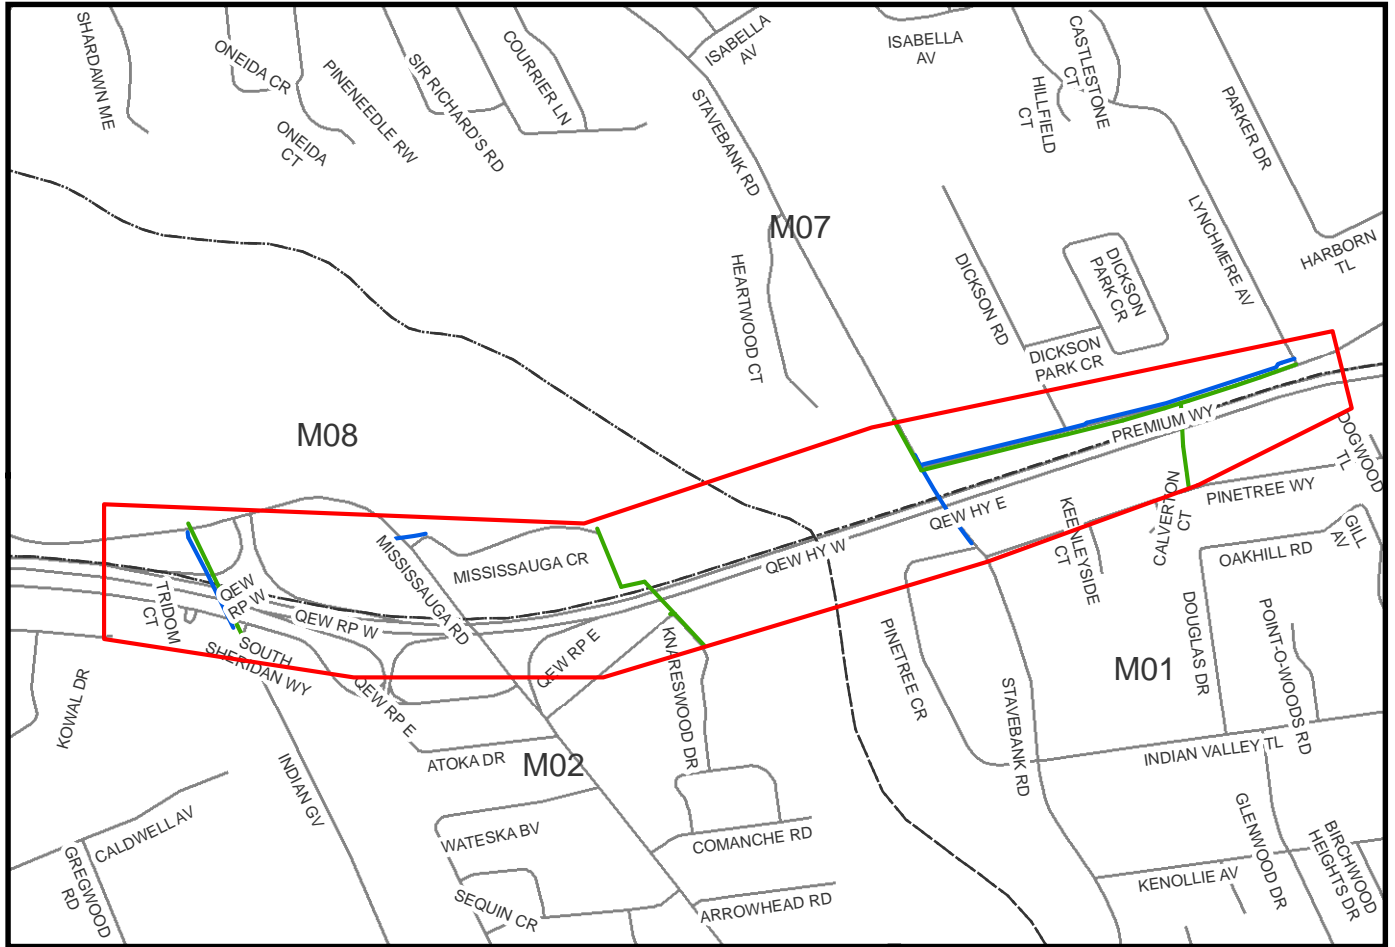 SHARDAWN ME
ONEIDA CR
ONEIDA
CT
PINENEEDLE RW
SIR RICHARD'S RD
COURRIER LN
ISABELLA
AV
ISABELLA
AV
STAVEBANK RD
HILLFIELD
CT
CASTLESTONE
CT
PARKER DR
LYNCHMERE AV
HARBORN
TL
M07
HEARTWOOD CT
DICKSON RD
DICKSON
PARK CR
DICKSON
PARK CR
M08
PREMIUM WY
DOGWOOD
TL
PINETREE WY
CALVERTON
CT
KEENLEYSIDE
CT
QEW HY E
QEW HY W
MISSISSAUGA CR
MISSISSAUGA RD
QEW
RP W
QEW RP W
TRIDOM
CT
SOUTH
SHERIDAN WY
QEW RP E
QEW RP E
KNARESWOOD DR
PINETREE CR
STAVEBANK RD
OAKHILL RD
GILL
AV
DOUGLAS DR
POINT-O-WOODS RD
M01
INDIAN VALLEY TL
KOWAL DR
INDIAN GV
ATOKA DR
M02
CALDWELL AV
GREGWOOD
RD
WATESKA BV
SEQUIN CR
COMANCHE RD
ARROWHEAD RD
KENOLLIE AV
GLENWOOD DR
BIRCHWOOD
HEIGHTS DR